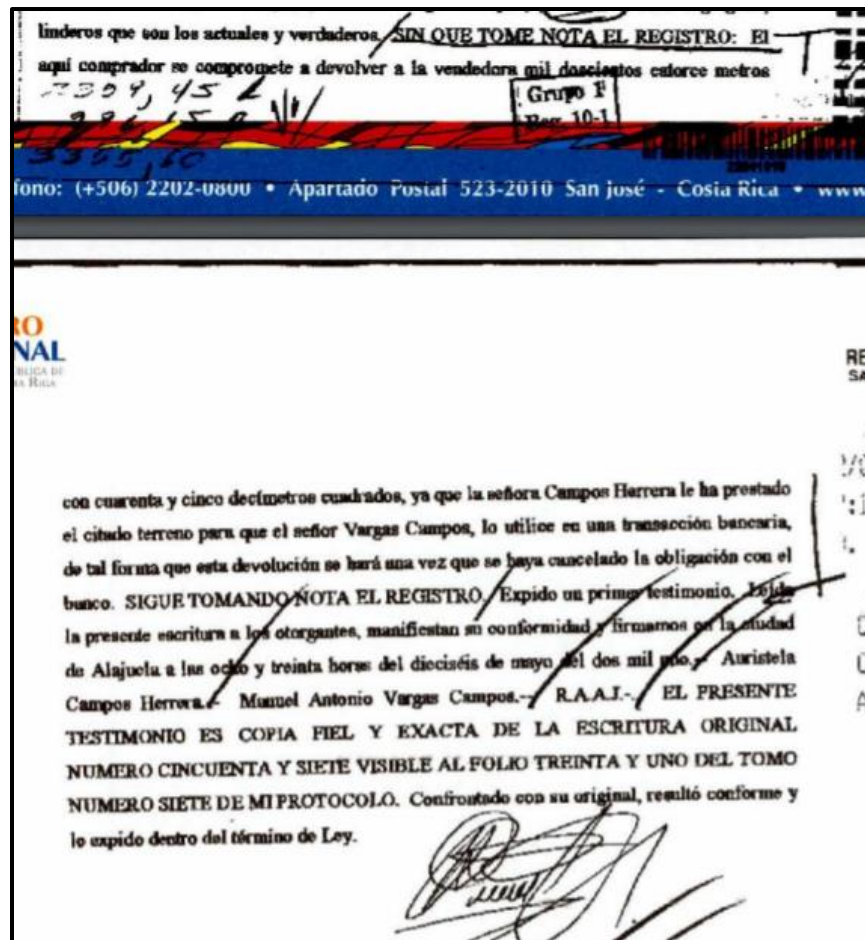 linderos que son los actuales y verdaderos. SIN QUE TOME NOTA EL REGISTRO: El
aquí comprador se compromete a devolver a la vendedora mil doscientos catorce metros
Grupo F
Reg. 10-1
fono: (+506) 2202-0800 • Apartado Postal 523-2010 San José - Costa Rica • www
RO
NAL
RE
SA
con cuarenta y cinco decímetros cuadrados, ya que la señora Campos Herrera le ha prestado
el citado terreno para que el señor Vargas Campos, lo utilice en una transacción bancaria,
de tal forma que esta devolución se hará una vez que se haya cancelado la obligación con el
banco. SIGUE TOMANDO NOTA EL REGISTRO. Expido un primer testimonio. Leída
la presente escritura a los otorgantes, manifiestan su conformidad y firmamos en la ciudad
de Alajuela a las ocho y treinta horas del dieciséis de mayo del dos mil uno.- Auristela
Campos Herrera.- Manuel Antonio Vargas Campos.-- R.A.A.J.-. EL PRESENTE
TESTIMONIO ES COPIA FIEL Y EXACTA DE LA ESCRITURA ORIGINAL
NUMERO CINCUENTA Y SIETE VISIBLE AL FOLIO TREINTA Y UNO DEL TOMO
NUMERO SIETE DE MI PROTOCOLO. Confrontado con su original, resultó conforme y
lo expido dentro del término de Ley.